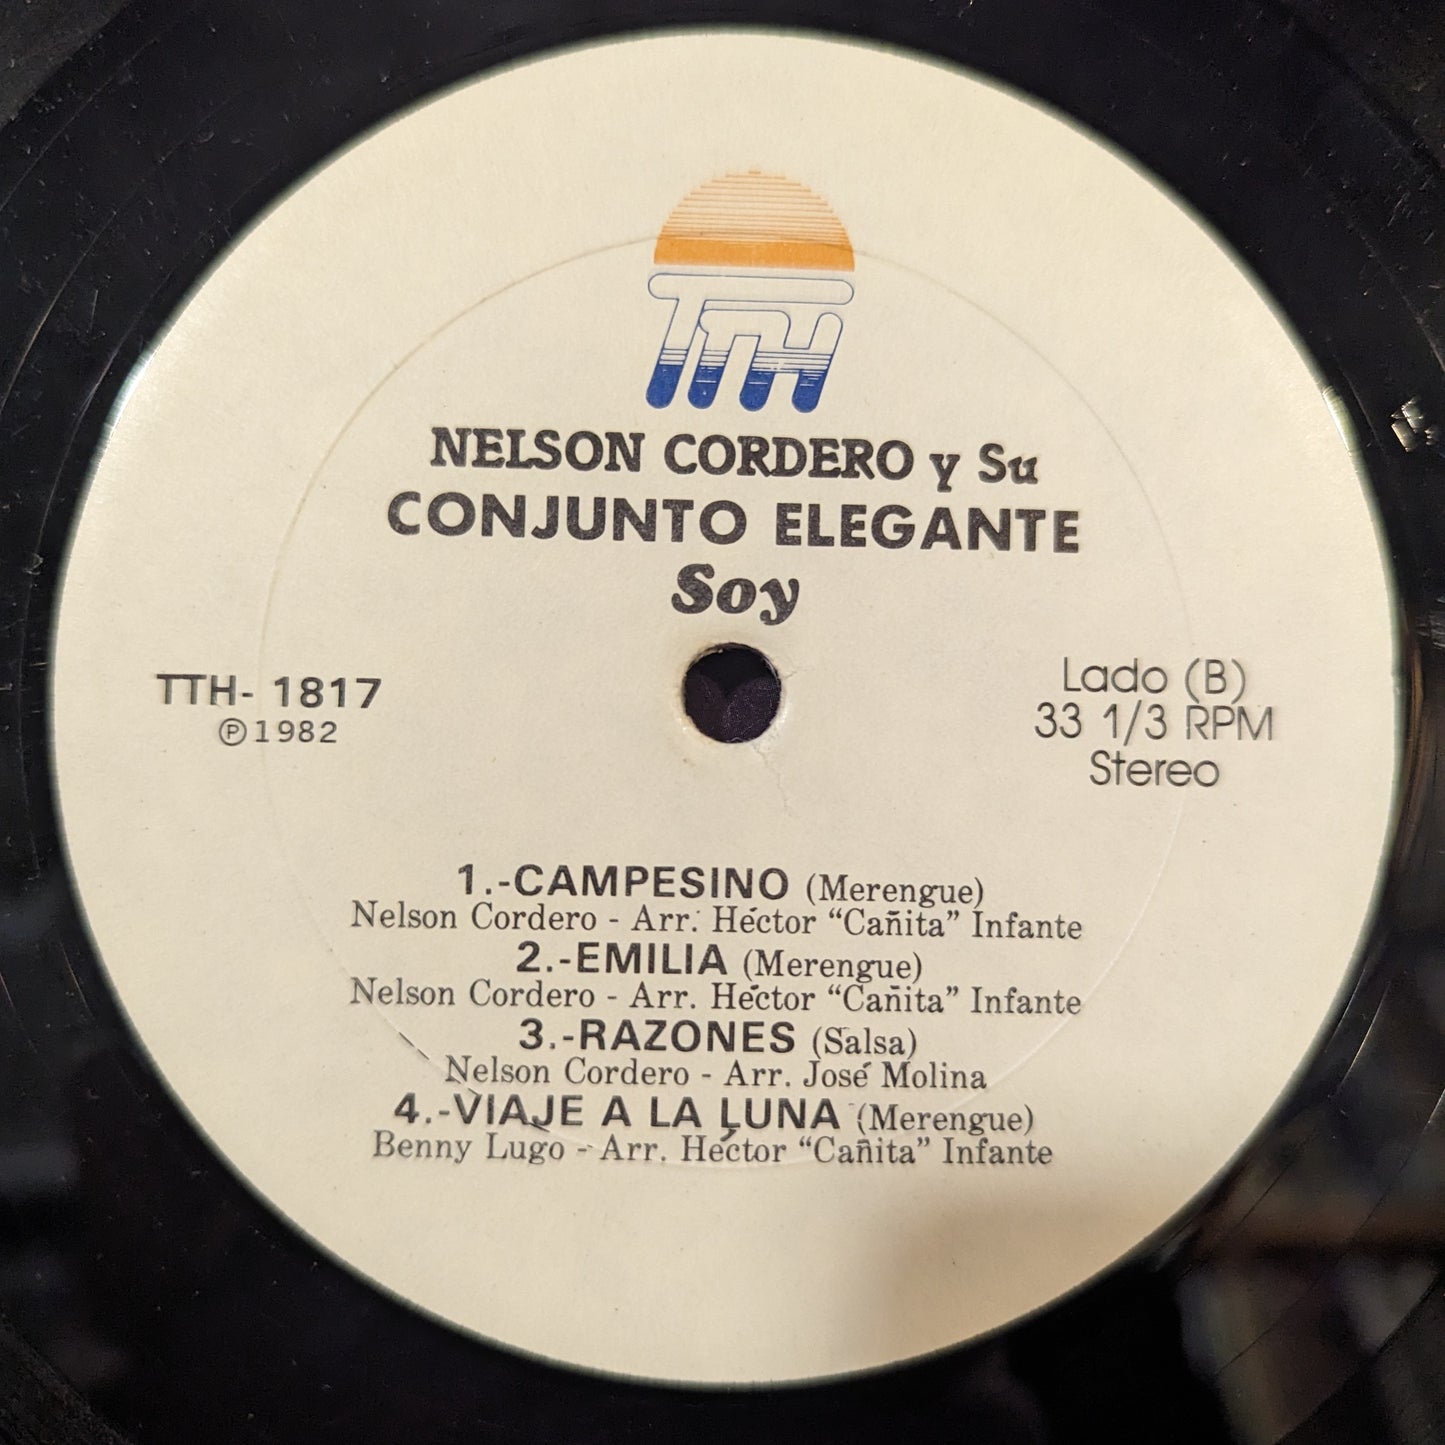 TTH
NELSON CORDERO y Su
CONJUNTO ELEGANTE
Soy
TTH- 1817
℗1982
Lado (B)
33 1/3 RPM
Stereo
1.-CAMPESINO (Merengue)
Nelson Cordero - Arr. Héctor “Cañita” Infante
2.-EMILIA (Merengue)
Nelson Cordero - Arr. Héctor “Cañita” Infante
3.-RAZONES (Salsa)
Nelson Cordero - Arr. José Molina
4.-VIAJE A LA LUNA (Merengue)
Benny Lugo - Arr. Héctor “Cañita” Infante